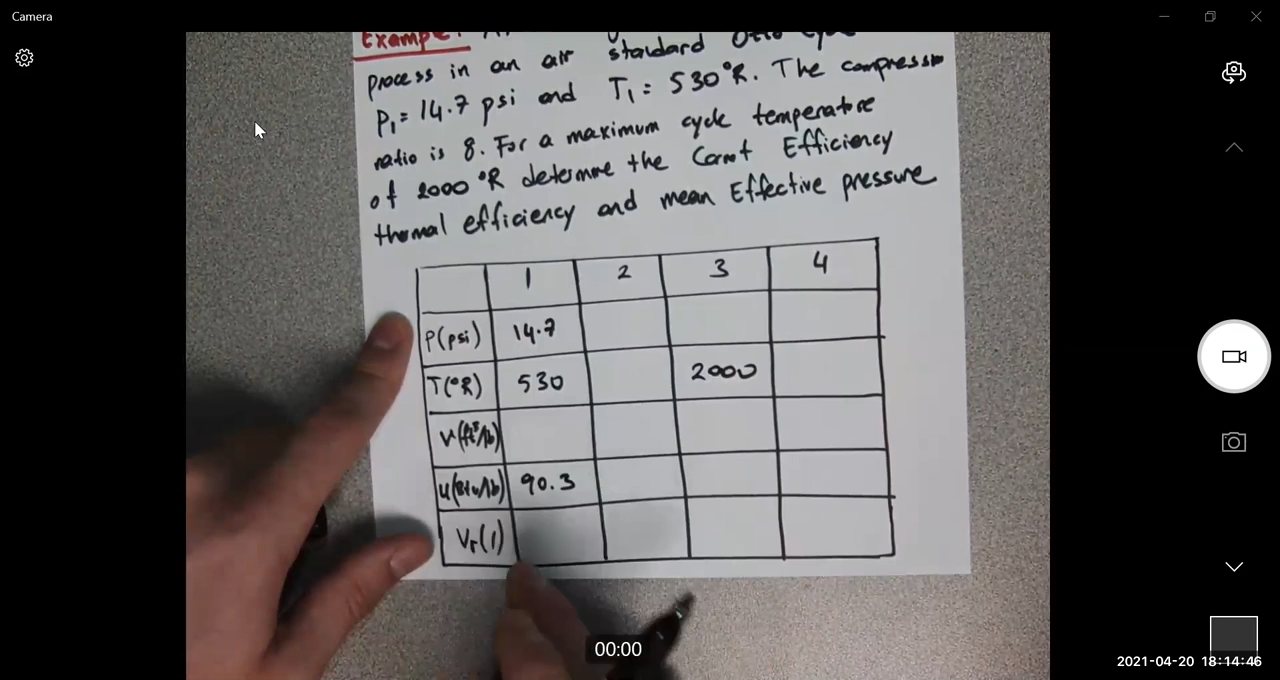 Camera
Example:
process in an air standard Otto cycle
P₁= 14.7 psi and T₁= 530°R. The compression
ratio is 8. For a maximum cycle temperature
of 2000 °R determine the Carnot Efficiency
thermal efficiency and mean Effective pressure
1 2 3 4
P(psi) 14.7
T(°R) 530 2000
v(ft³/lb)
u(Btu/lb) 90.3
Vr(1)
00:00
2021-04-20 18:14:46